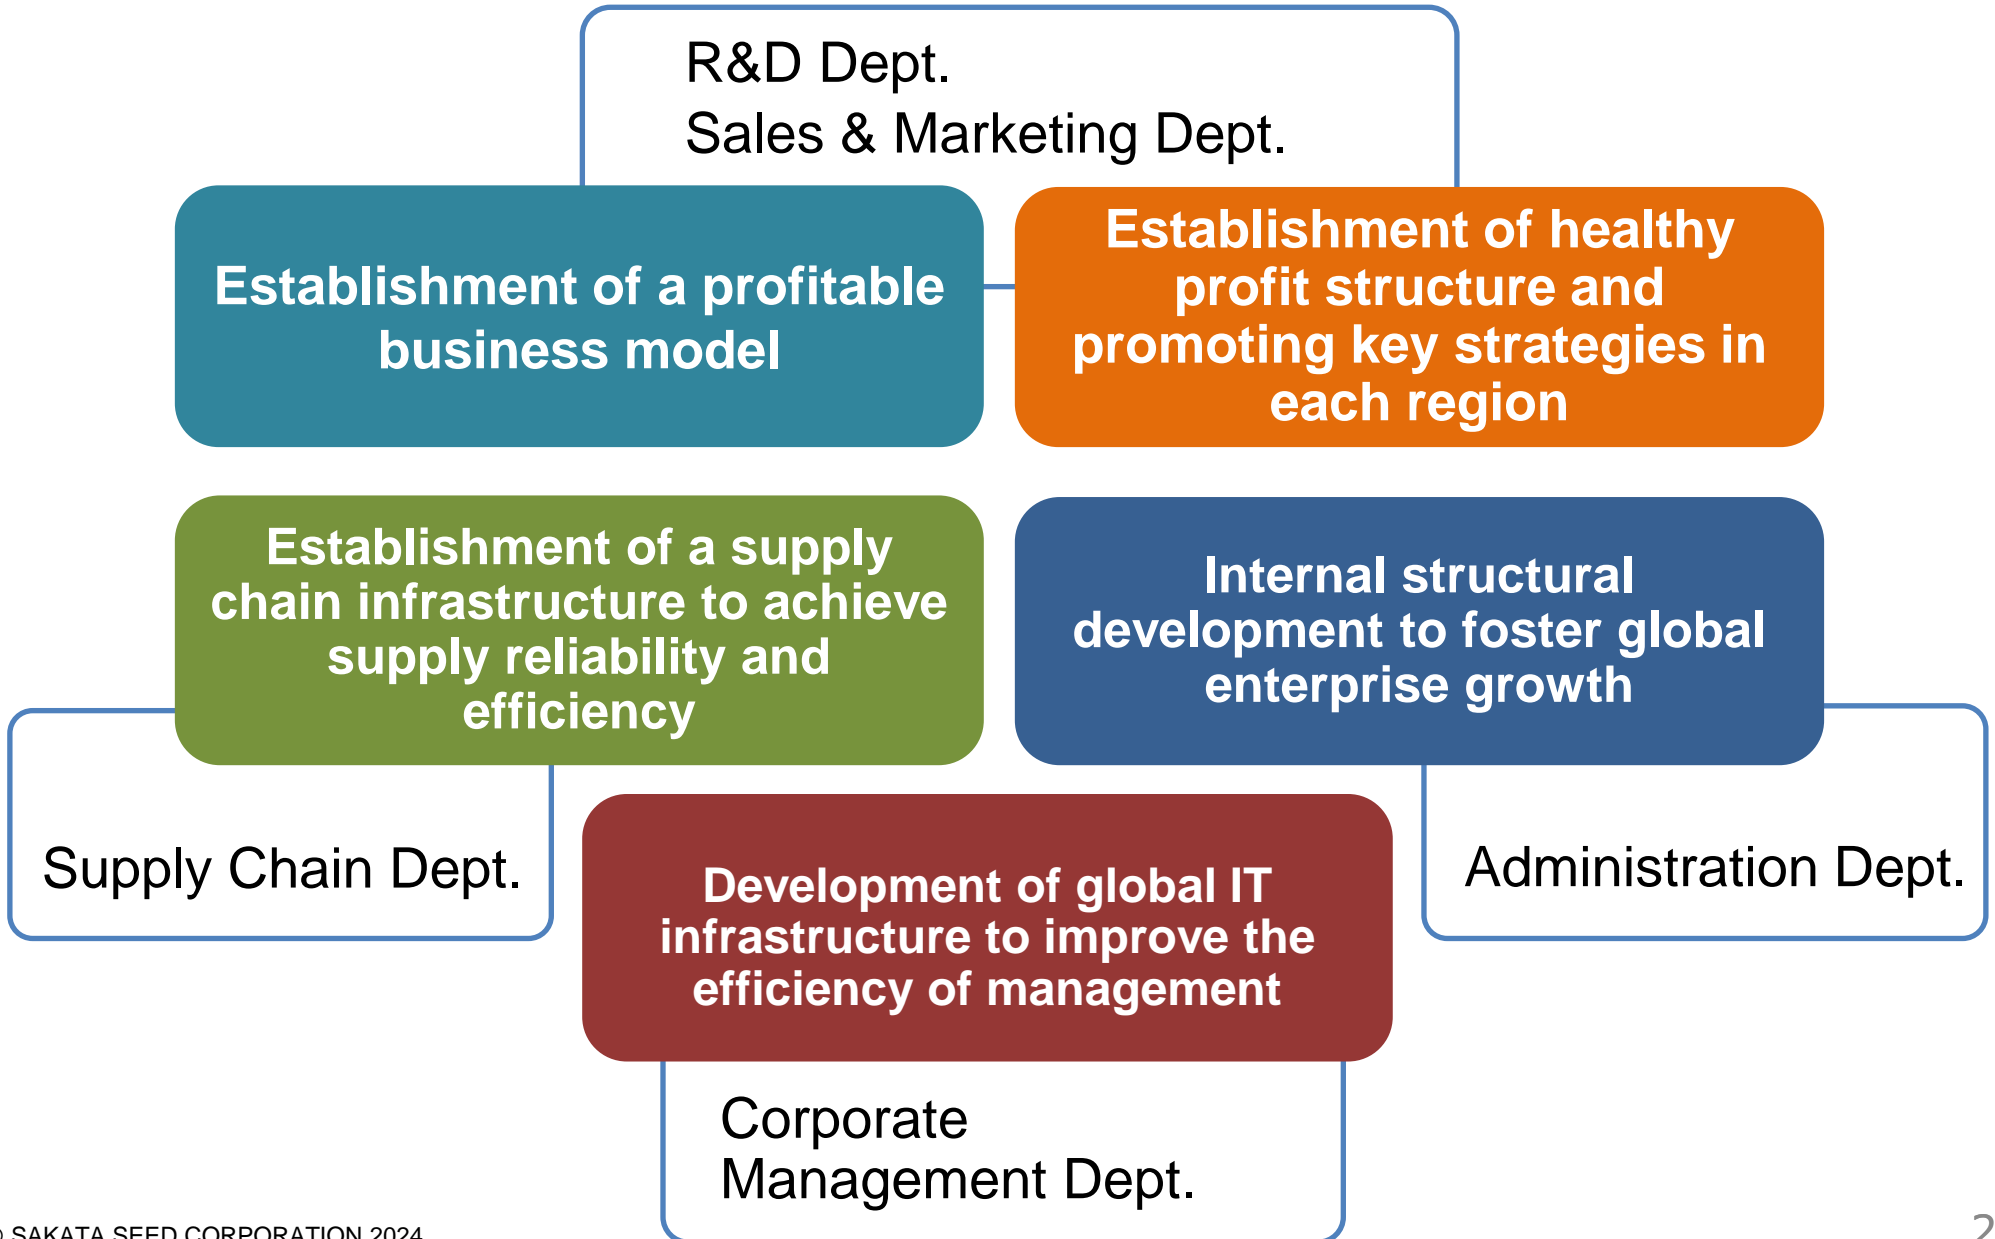 R&D Dept.
Sales & Marketing Dept.
Establishment of a profitable
business model
Establishment of healthy
profit structure and
promoting key strategies in
each region
Establishment of a supply
chain infrastructure to achieve
supply reliability and
efficiency
Internal structural
development to foster global
enterprise growth
Supply Chain Dept.
Administration Dept.
Development of global IT
infrastructure to improve the
efficiency of management
Corporate
Management Dept.
© SAKATA SEED CORPORATION 2024
2